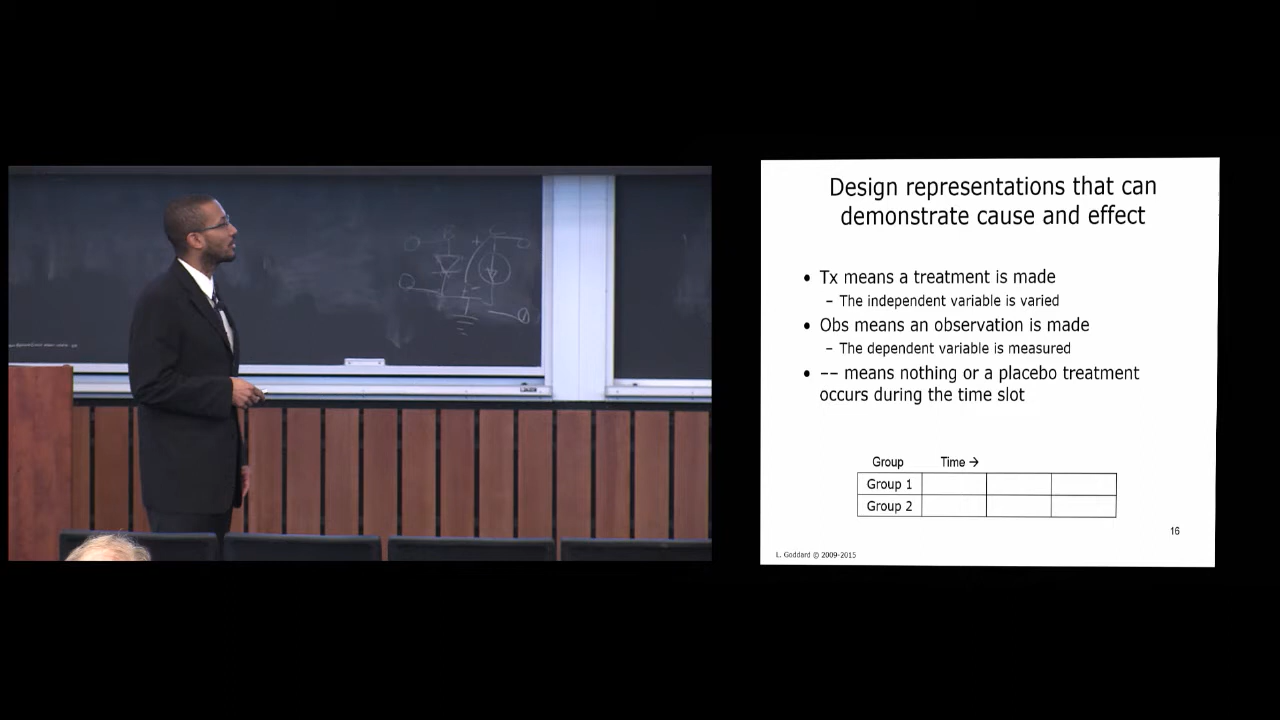 Design representations that can
demonstrate cause and effect
• Tx means a treatment is made
– The independent variable is varied
• Obs means an observation is made
– The dependent variable is measured
• -- means nothing or a placebo treatment
occurs during the time slot
Group Time →
Group 1
Group 2
16
L. Goddard © 2009-2015